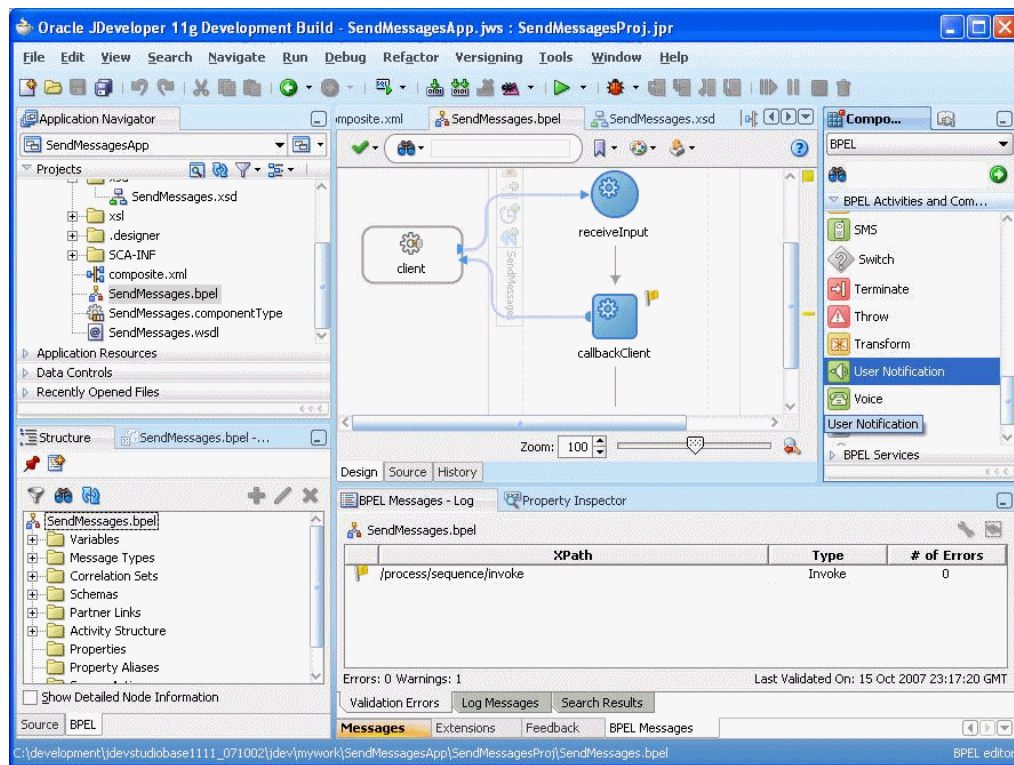 Oracle JDeveloper 11g Development Build - SendMessagesApp.jws : SendMessagesProj.jpr
File Edit View Search Navigate Run Debug Refactor Versioning Tools Window Help
Application Navigator
SendMessagesApp
Projects
SendMessages.xsd
xsl
.designer
SCA-INF
composite.xml
SendMessages.bpel
SendMessages.componentType
SendMessages.wsdl
Application Resources
Data Controls
Recently Opened Files
Structure
SendMessages.bpel -...
SendMessages.bpel
Variables
Message Types
Correlation Sets
Schemas
Partner Links
Activity Structure
Properties
Property Aliases
Show Detailed Node Information
Source BPEL
mposite.xml SendMessages.bpel SendMessages.xsd
client
SendMessages
receiveInput
callbackClient
Zoom: 100
Design Source History
BPEL Messages - Log Property Inspector
SendMessages.bpel
XPath Type # of Errors
/process/sequence/invoke Invoke 0
Errors: 0 Warnings: 1 Last Validated On: 15 Oct 2007 23:17:20 GMT
Validation Errors Log Messages Search Results
Messages Extensions Feedback BPEL Messages
Compo...
BPEL
BPEL Activities and Com...
SMS
Switch
Terminate
Throw
Transform
User Notification
Voice
User Notification
BPEL Services
C:\development\jdevstudiobase1111_071002\jdev\mywork\SendMessagesApp\SendMessagesProj\SendMessages.bpel BPEL editor